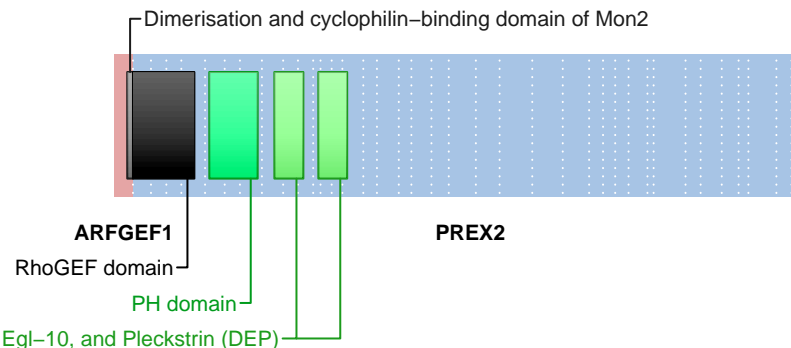 Dimerisation and cyclophilin−binding domain of Mon2
ARFGEF1
PREX2
RhoGEF domain
PH domain
Egl−10, and Pleckstrin (DEP)